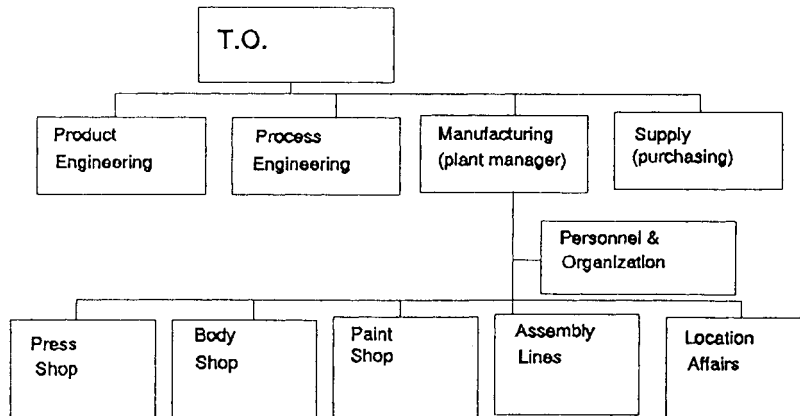 T.O.
Product
Engineering
Process
Engineering
Manufacturing
(plant manager)
Supply
(purchasing)
Personnel &
Organization
Press
Shop
Body
Shop
Paint
Shop
Assembly
Lines
Location
Affairs